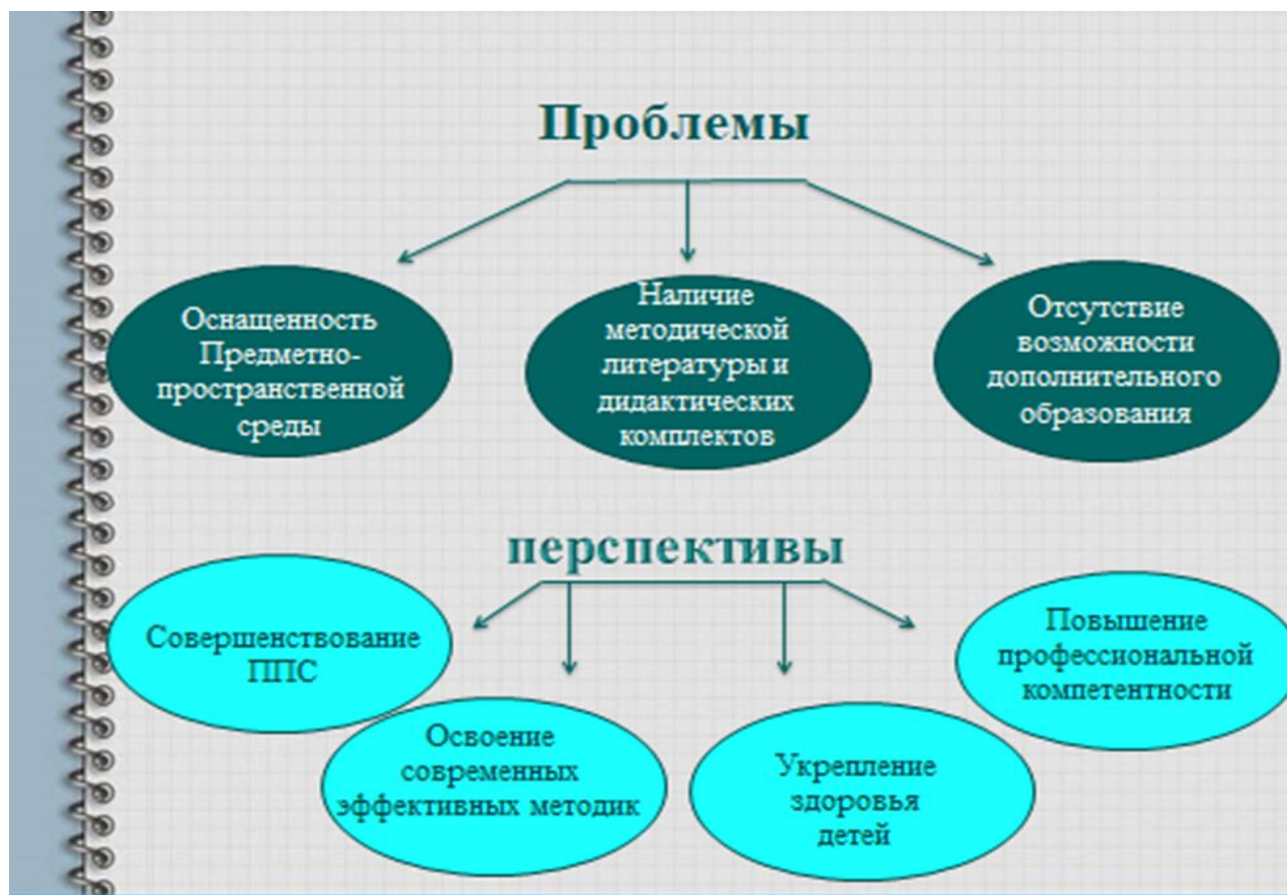 Проблемы
Оснащенность
Предметно-
пространственной
среды
Наличие
методической
литературы и
дидактических
комплектов
Отсутствие
возможности
дополнительного
образования
перспективы
Совершенствование
ППС
Освоение
современных
эффективных методик
Укрепление
здоровья
детей
Повышение
профессиональной
компетентности